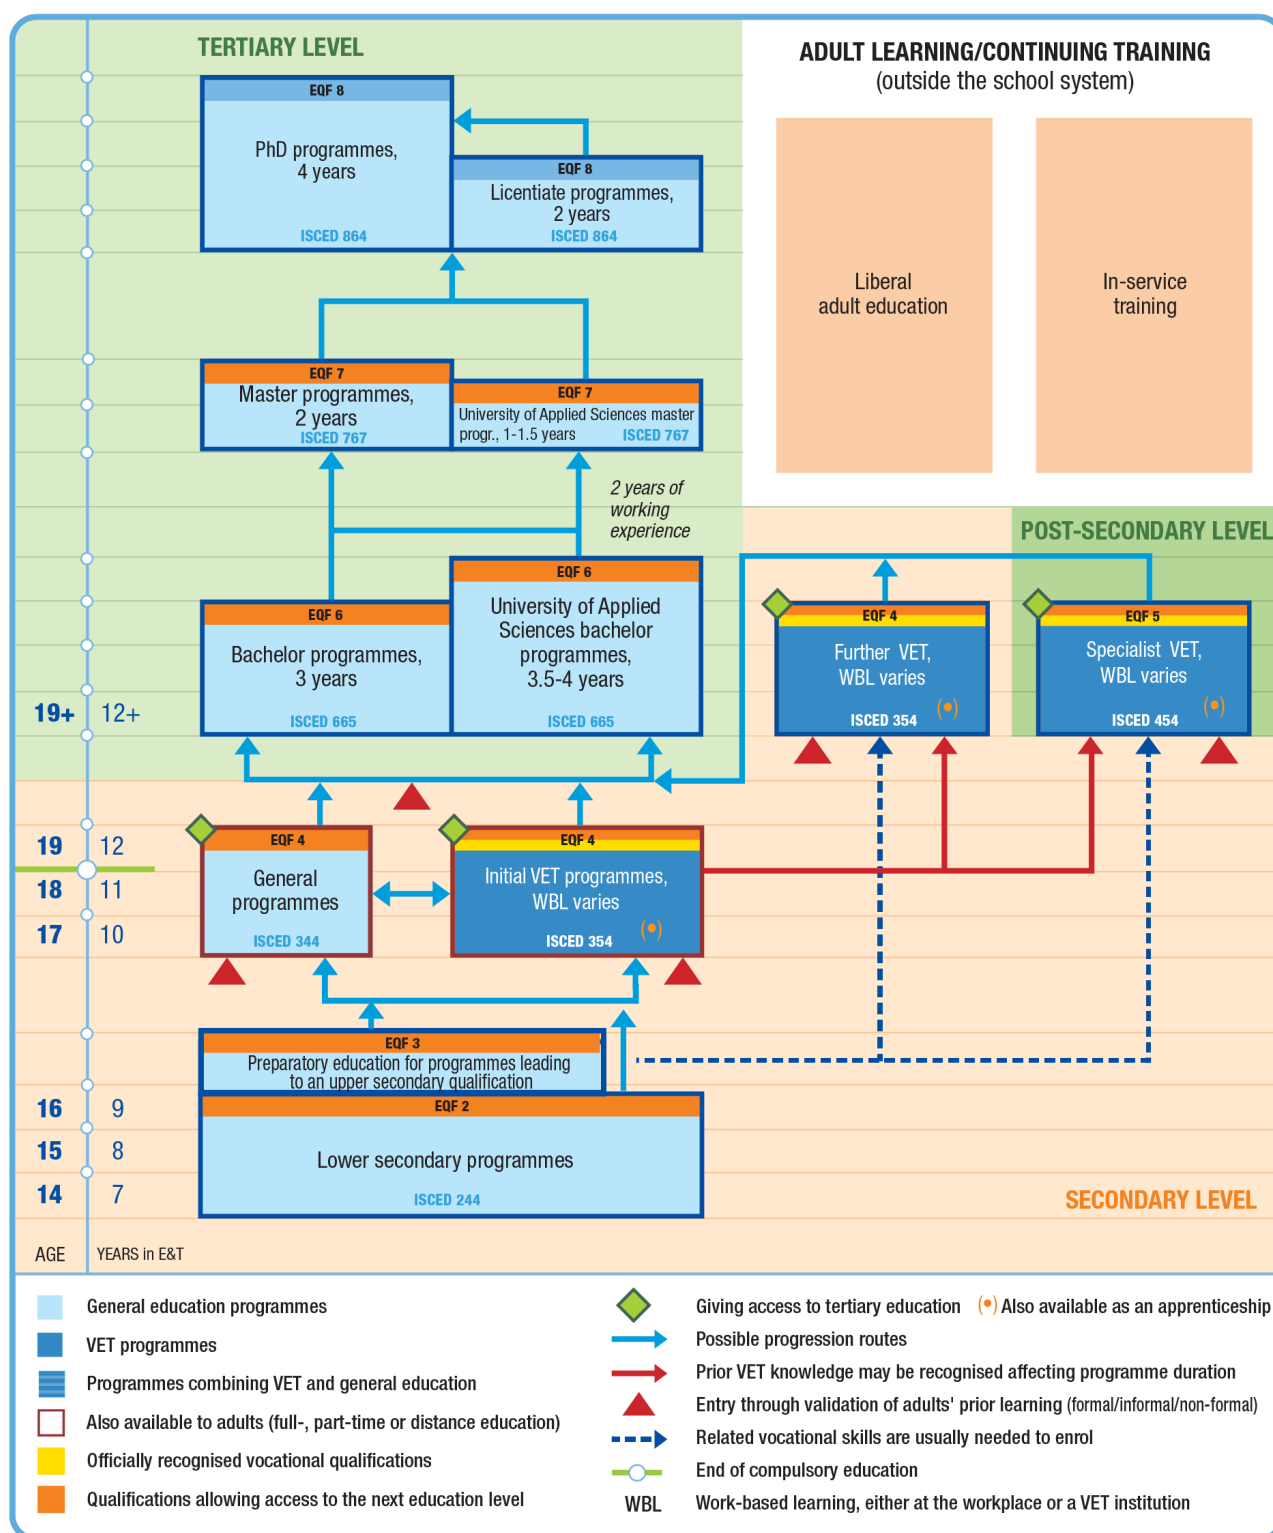 TERTIARY LEVEL
ADULT LEARNING/CONTINUING TRAINING
(outside the school system)
EQF 8
PhD programmes,
4 years
ISCED 864
EQF 8
Licentiate programmes,
2 years
ISCED 864
Liberal
adult education
In-service
training
EQF 7
Master programmes,
2 years
ISCED 767
EQF 7
University of Applied Sciences master
progr., 1-1.5 years ISCED 767
2 years of
working
experience
POST-SECONDARY LEVEL
EQF 6
Bachelor programmes,
3 years
ISCED 665
EQF 6
University of Applied
Sciences bachelor
programmes,
3.5-4 years
ISCED 665
EQF 4
Further VET,
WBL varies
ISCED 354 (•)
EQF 5
Specialist VET,
WBL varies
ISCED 454 (•)
19+ 12+
19 12
18 11
17 10
EQF 4
General
programmes
ISCED 344
EQF 4
Initial VET programmes,
WBL varies
ISCED 354 (•)
EQF 3
Preparatory education for programmes leading
to an upper secondary qualification
16 9
15 8
14 7
EQF 2
Lower secondary programmes
ISCED 244
SECONDARY LEVEL
AGE YEARS in E&T
General education programmes
VET programmes
Programmes combining VET and general education
Also available to adults (full-, part-time or distance education)
Officially recognised vocational qualifications
Qualifications allowing access to the next education level
Giving access to tertiary education (•) Also available as an apprenticeship
Possible progression routes
Prior VET knowledge may be recognised affecting programme duration
Entry through validation of adults' prior learning (formal/informal/non-formal)
Related vocational skills are usually needed to enrol
End of compulsory education
WBL Work-based learning, either at the workplace or a VET institution